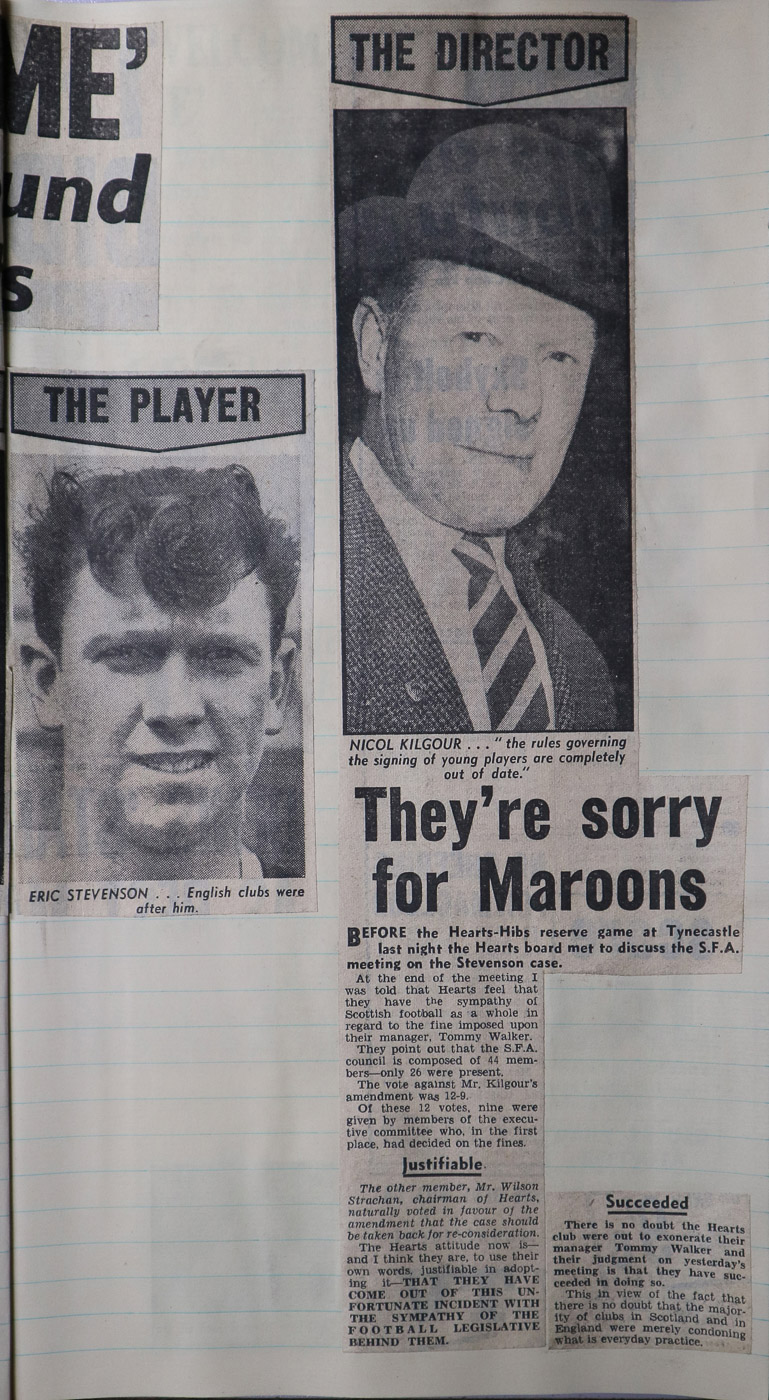 ME'
und
s
THE PLAYER
ERIC STEVENSON . . . English clubs were
after him.
THE DIRECTOR
NICOL KILGOUR . . . " the rules governing
the signing of young players are completely
out of date."
They're sorry
for Maroons
BEFORE the Hearts-Hibs reserve game at Tynecastle
last night the Hearts board met to discuss the S.F.A.
meeting on the Stevenson case.
At the end of the meeting I
was told that Hearts feel that
they have the sympathy of
Scottish football as a whole in
regard to the fine imposed upon
their manager, Tommy Walker.
They point out that the S.F.A.
council is composed of 44 mem-
bers—only 26 were present.
The vote against Mr. Kilgour's
amendment was 12-9.
Of these 12 votes, nine were
given by members of the execu-
tive committee who, in the first
place, had decided on the fines.
Justifiable
The other member, Mr. Wilson
Strachan, chairman of Hearts,
naturally voted in favour of the
amendment that the case should
be taken back for re-consideration.
The Hearts attitude now is—
and I think they are, to use their
own words, justifiable in adopt-
ing it—THAT THEY HAVE
COME OUT OF THIS UN-
FORTUNATE INCIDENT WITH
THE SYMPATHY OF THE
FOOTBALL LEGISLATIVE
BEHIND THEM.
Succeeded
There is no doubt the Hearts
club were out to exonerate their
manager Tommy Walker and
their judgment on yesterday's
meeting is that they have suc-
ceeded in doing so.
This in view of the fact that
there is no doubt that the major-
ity of clubs in Scotland and in
England were merely condoning
what is everyday practice.